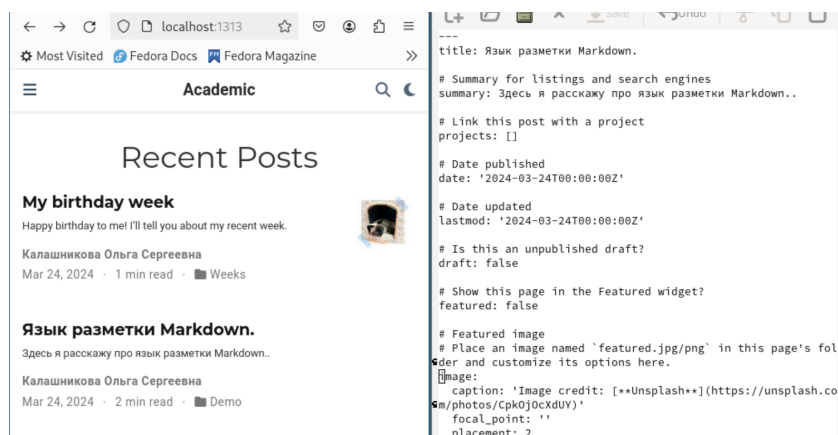 localhost:1313
Most Visited Fedora Docs Fedora Magazine
Academic
Recent Posts
My birthday week
Happy birthday to me! I'll tell you about my recent week.
Калашникова Ольга Сергеевна
Mar 24, 2024 · 1 min read · Weeks
Язык разметки Markdown.
Здесь я расскажу про язык разметки Markdown..
Калашникова Ольга Сергеевна
Mar 24, 2024 · 2 min read · Demo
Save Undo
---
title: Язык разметки Markdown.
# Summary for listings and search engines
summary: Здесь я расскажу про язык разметки Markdown..
# Link this post with a project
projects: []
# Date published
date: '2024-03-24T00:00:00Z'
# Date updated
lastmod: '2024-03-24T00:00:00Z'
# Is this an unpublished draft?
draft: false
# Show this page in the Featured widget?
featured: false
# Featured image
# Place an image named `featured.jpg/png` in this page's fol
der and customize its options here.
image:
caption: 'Image credit: [**Unsplash**](https://unsplash.co
m/photos/CpkOjOcXdUY)'
focal_point: ''
placement: 2